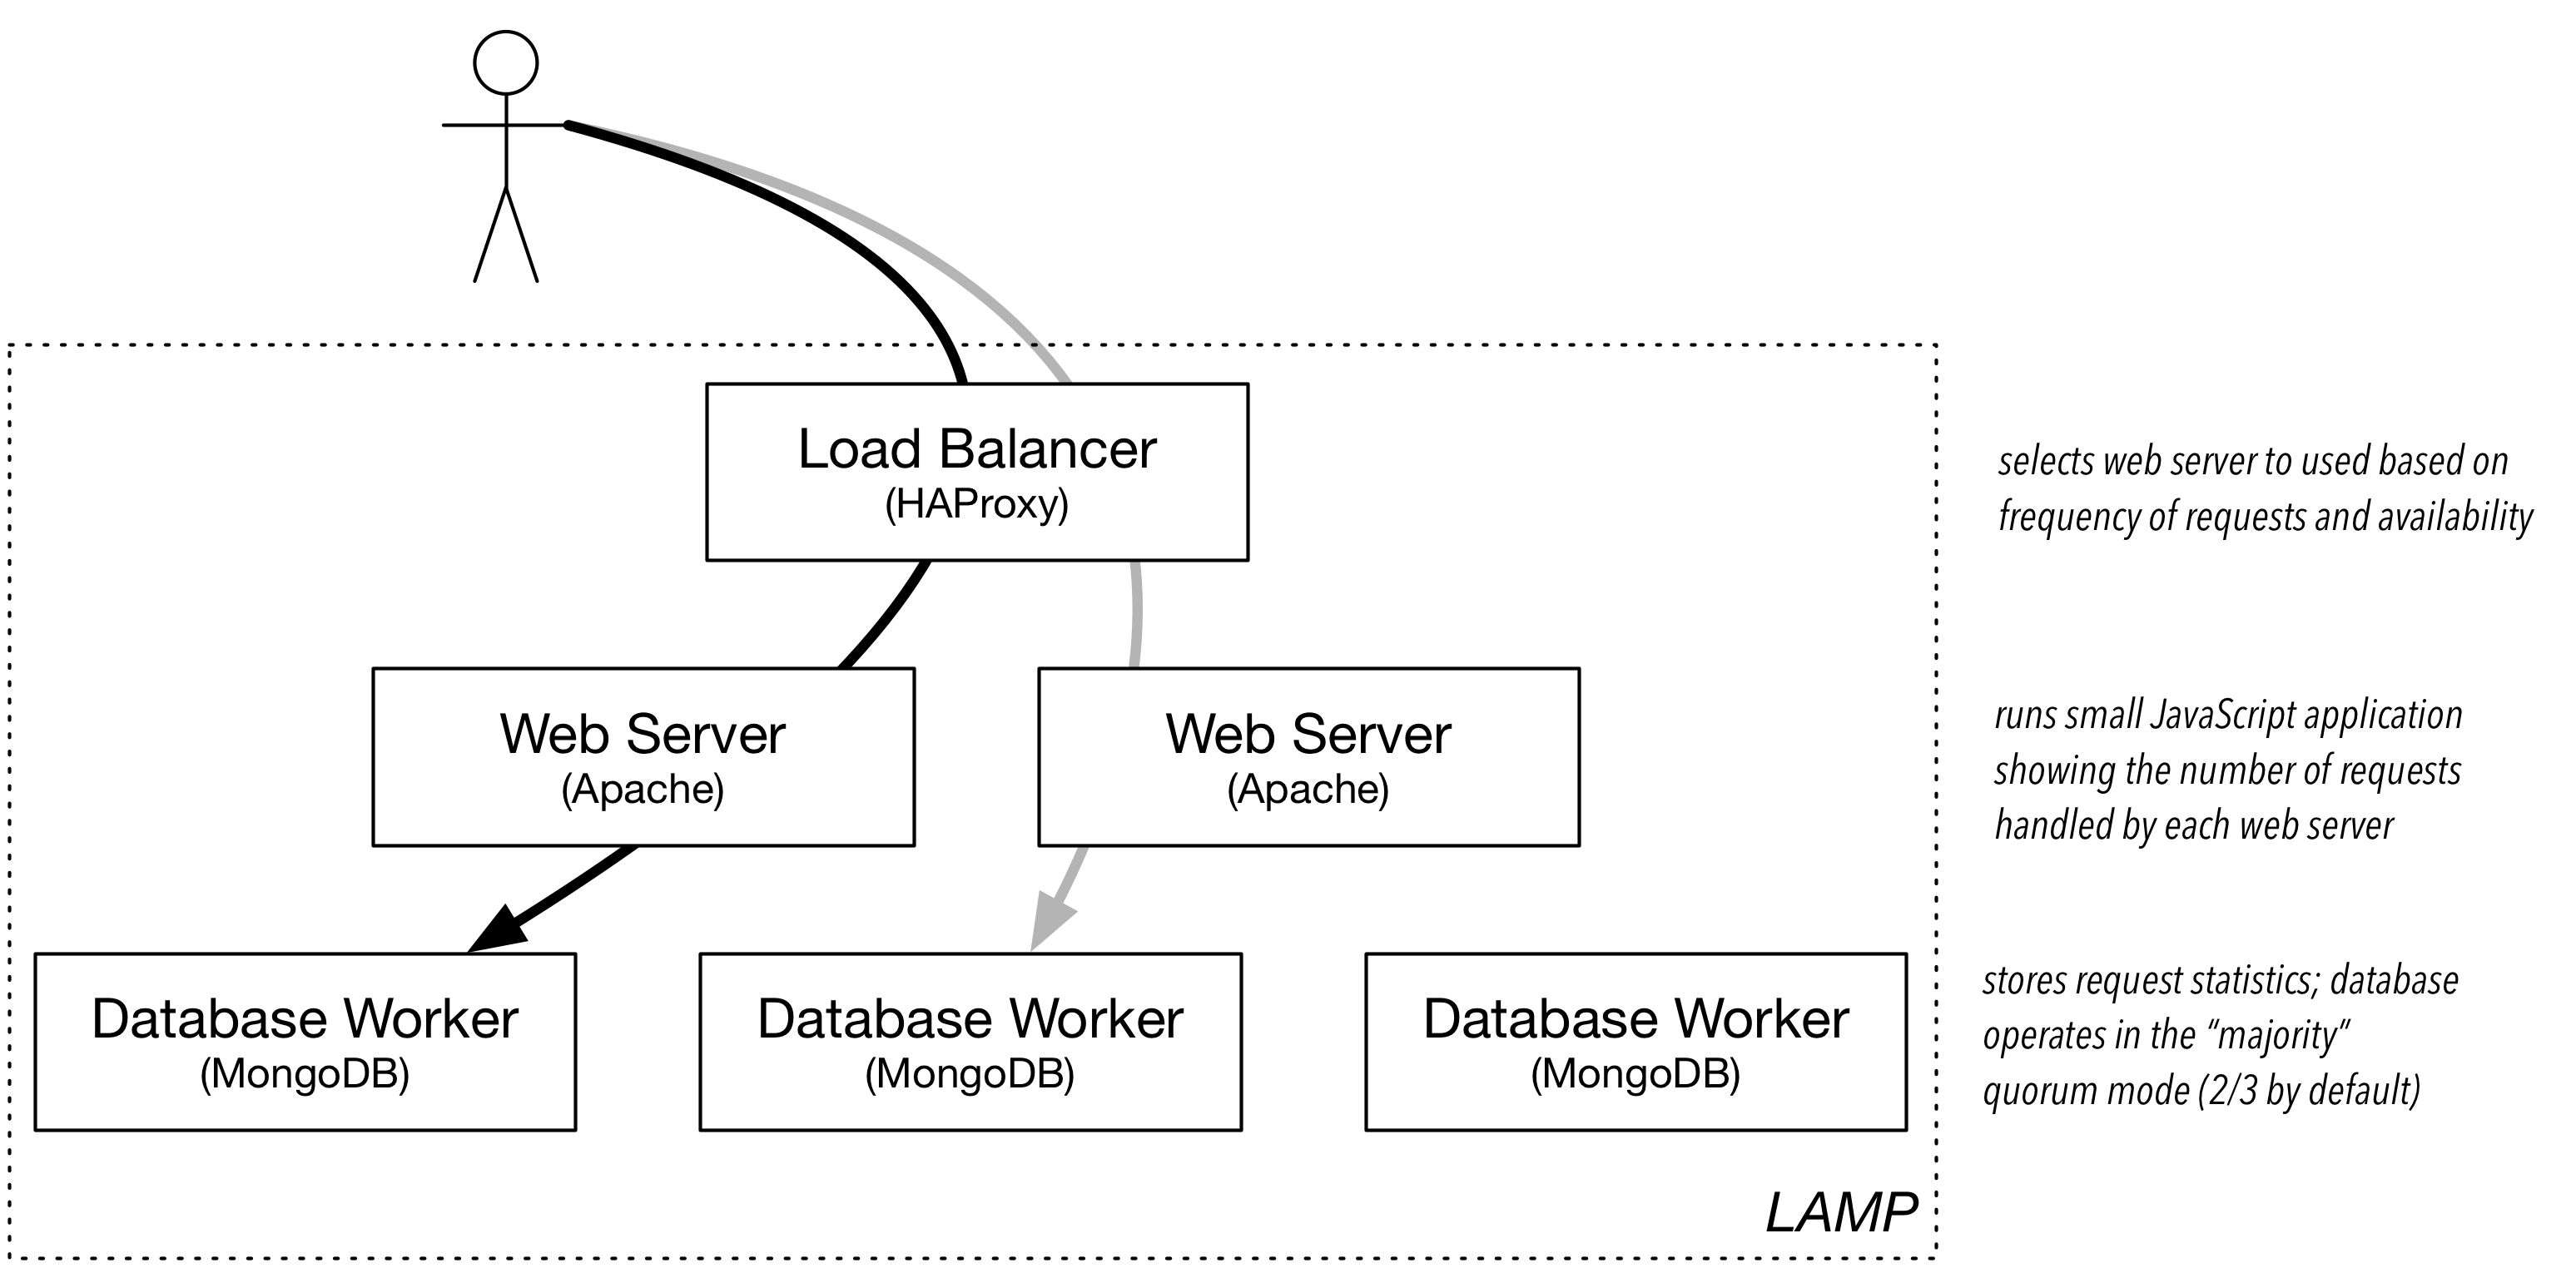 Load Balancer
(HAProxy)
selects web server to used based on
frequency of requests and availability
Web Server
(Apache)
Web Server
(Apache)
runs small JavaScript application
showing the number of requests
handled by each web server
Database Worker
(MongoDB)
Database Worker
(MongoDB)
Database Worker
(MongoDB)
stores request statistics; database
operates in the "majority"
quorum mode (2/3 by default)
LAMP